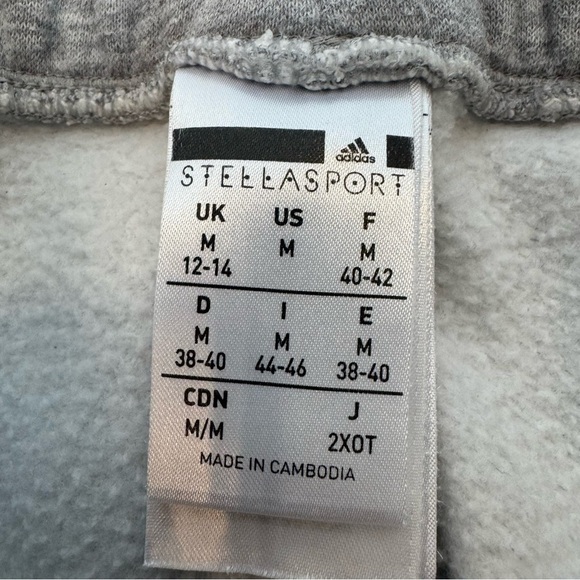 adidas
STELLASPORT
UK US F
M M M
12-14 40-42
D I E
M M M
38-40 44-46 38-40
CDN J
M/M 2XOT
MADE IN CAMBODIA